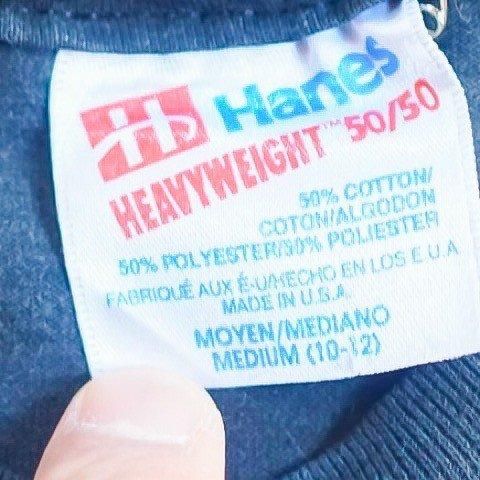 Hanes
HEAVYWEIGHT™ 50/50
50% COTTON/
COTON/ALGODON
50% POLYESTER/50% POLIESTER
FABRIQUÉ AUX É-U/HECHO EN LOS E.U.A
MADE IN U.S.A.
MOYEN/MEDIANO
MEDIUM (10-12)